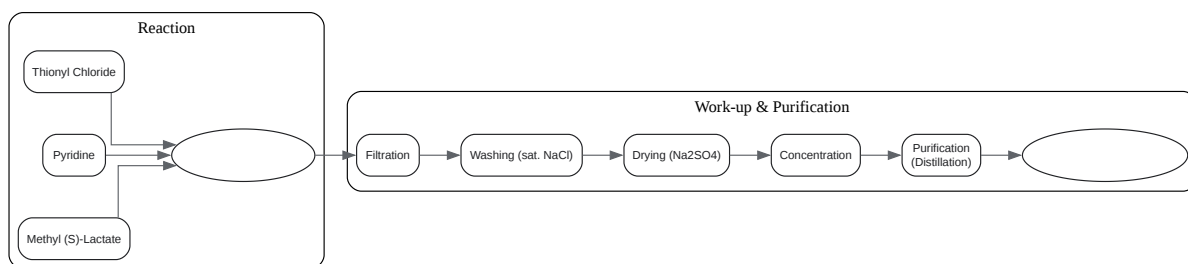 Reaction
Thionyl Chloride
Pyridine
Methyl (S)-Lactate
Work-up & Purification
Filtration
Washing (sat. NaCl)
Drying (Na2SO4)
Concentration
Purification
(Distillation)